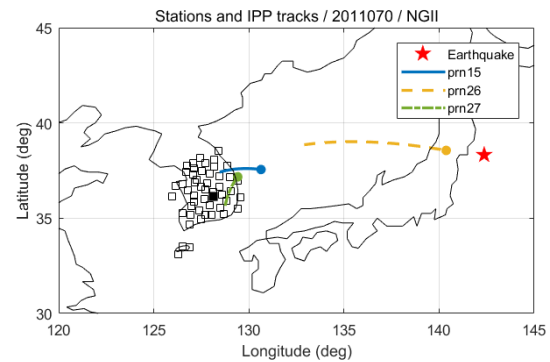 Stations and IPP tracks / 2011070 / NGII
45
40
35
30
Latitude (deg)
Earthquake
prn15
prn26
prn27
120
125
130
135
140
145
Longitude (deg)